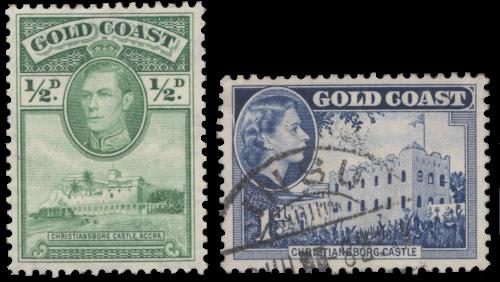 GOLD COAST
½D. ½D.
CHRISTIANSBORG CASTLE, ACCRA
GOLD COAST
CHRISTIANSBORG CASTLE